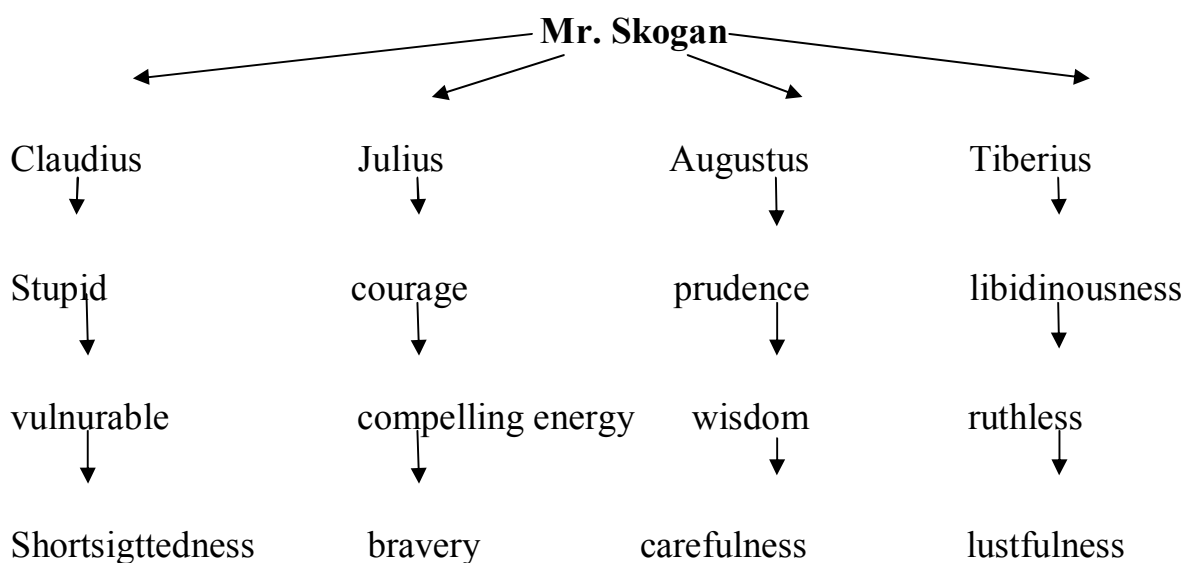 Mr. Skogan
Claudius Julius Augustus Tiberius
Stupid courage prudence libidinousness
vulnurable compelling energy wisdom ruthless
Shortsigttedness bravery carefulness lustfulness